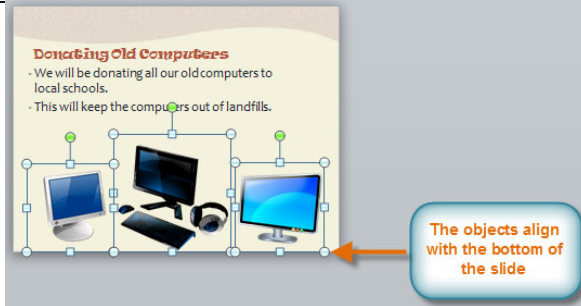 Donating Old Computers
· We will be donating all our old computers to
local schools.
· This will keep the computers out of landfills.
The objects align
with the bottom of
the slide